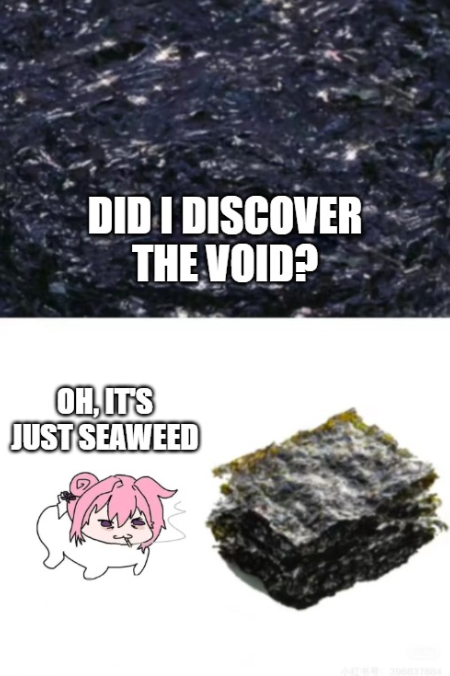 DID I DISCOVER
THE VOID?
OH, IT'S
JUST SEAWEED